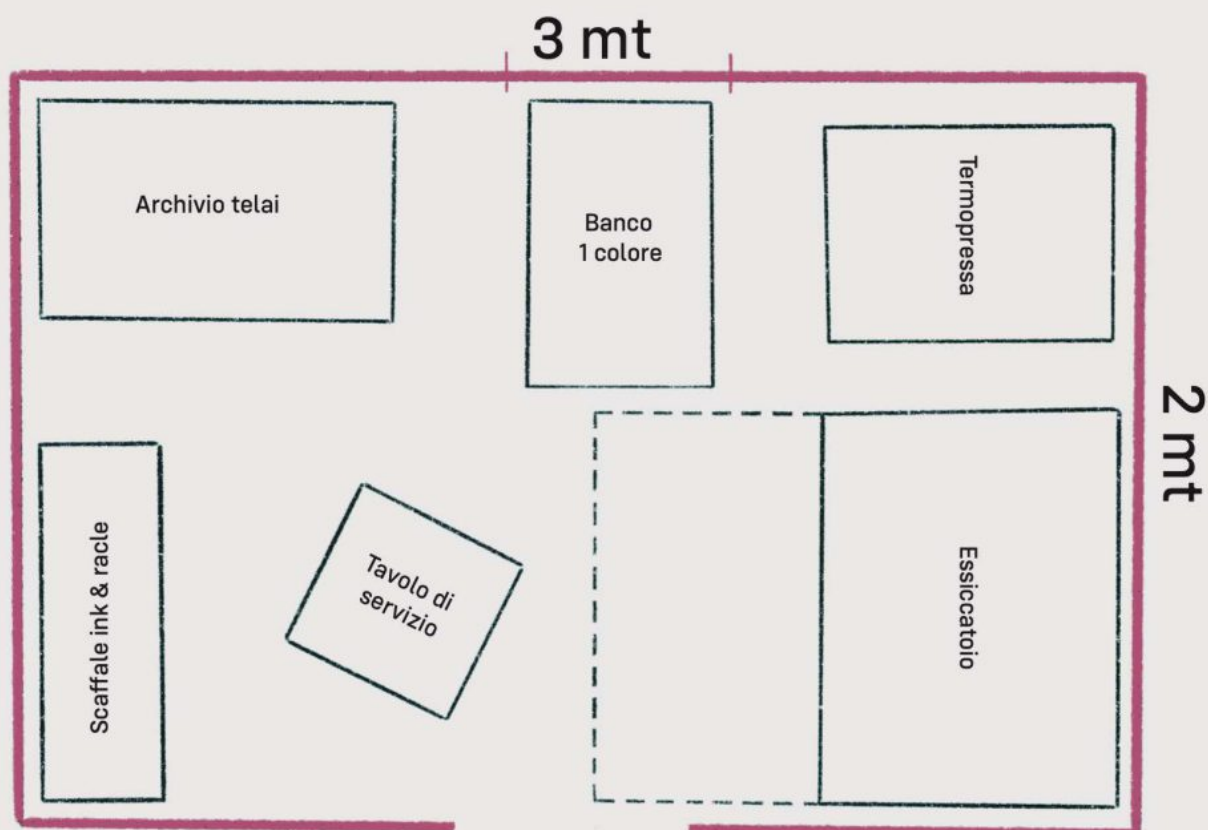 3 mt
Archivio telai
Banco
1 colore
Termopressa
2 mt
Scaffale ink & racle
Tavolo di
servizio
Essiccatoio